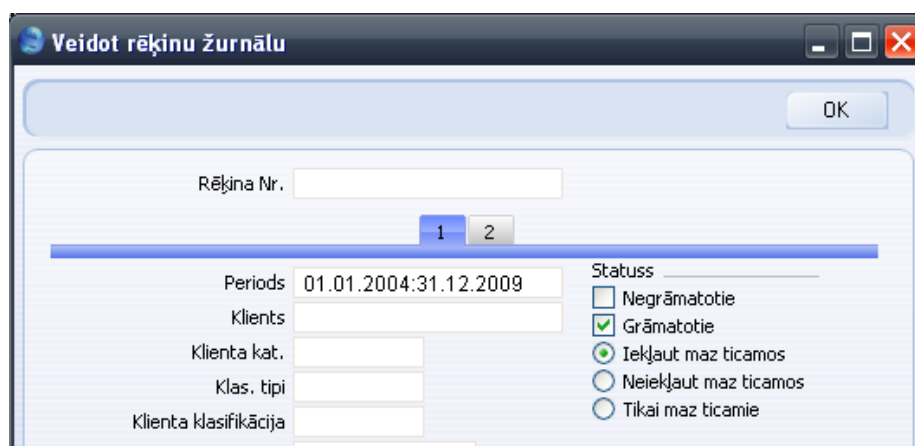 Veidot rēķinu žurnālu
OK
Rēķina Nr.
1 2
Periods 01.01.2004:31.12.2009
Klients
Klienta kat.
Klas. tipi
Klienta klasifikācija
Statuss
Negrāmatotie
Grāmatotie
Iekļaut maz ticamos
Neiekļaut maz ticamos
Tikai maz ticamie